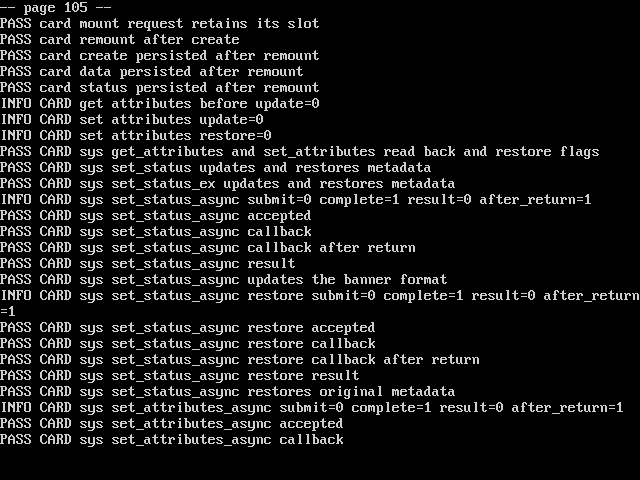 -- page 105 --
PASS card mount request retains its slot
PASS card remount after create
PASS card create persisted after remount
PASS card data persisted after remount
PASS card status persisted after remount
INFO CARD get attributes before update=0
INFO CARD set attributes update=0
INFO CARD set attributes restore=0
PASS CARD sys get_attributes and set_attributes read back and restore flags
PASS CARD sys set_status updates and restores metadata
PASS CARD sys set_status_ex updates and restores metadata
INFO CARD sys set_status_async submit=0 complete=1 result=0 after_return=1
PASS CARD sys set_status_async accepted
PASS CARD sys set_status_async callback
PASS CARD sys set_status_async callback after return
PASS CARD sys set_status_async result
PASS CARD sys set_status_async updates the banner format
INFO CARD sys set_status_async restore submit=0 complete=1 result=0 after_return
=1
PASS CARD sys set_status_async restore accepted
PASS CARD sys set_status_async restore callback
PASS CARD sys set_status_async restore callback after return
PASS CARD sys set_status_async restore result
PASS CARD sys set_status_async restores original metadata
INFO CARD sys set_attributes_async submit=0 complete=1 result=0 after_return=1
PASS CARD sys set_attributes_async accepted
PASS CARD sys set_attributes_async callback